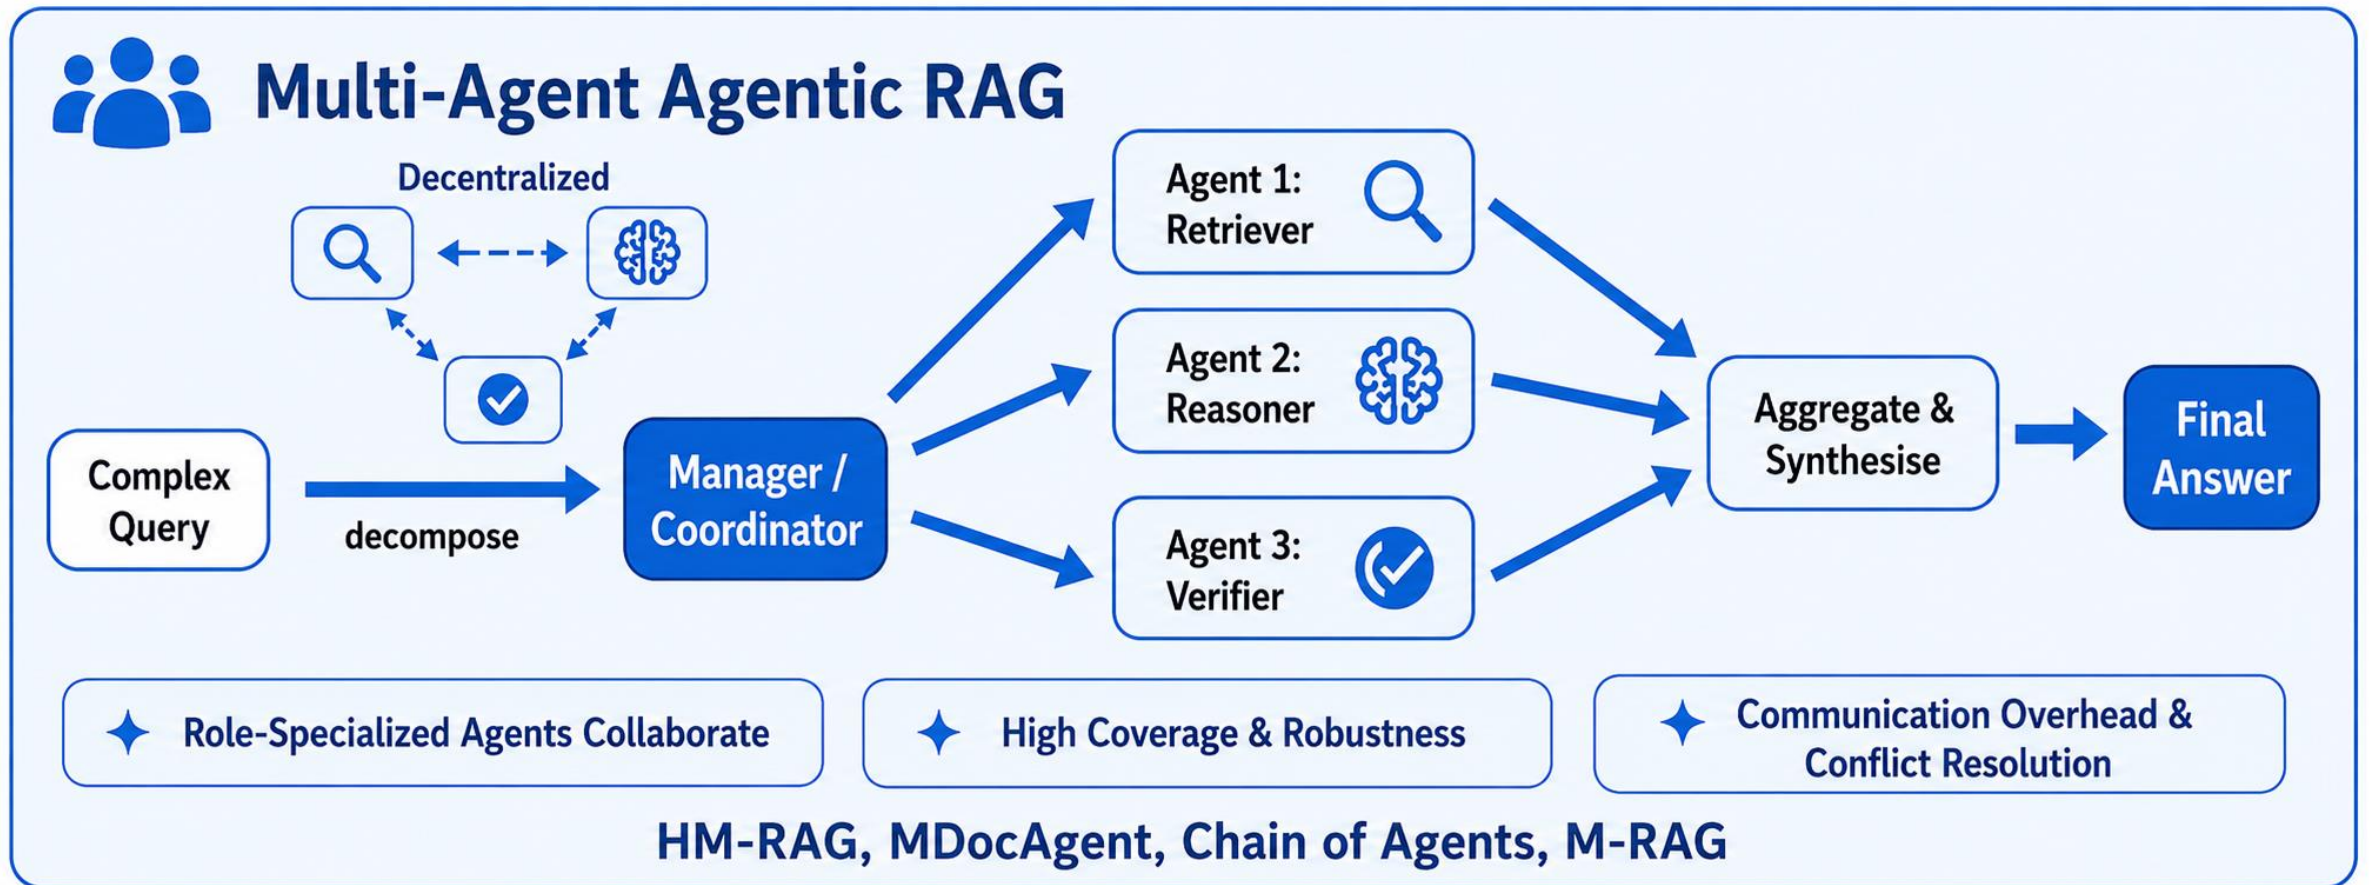 Multi-Agent Agentic RAG
Decentralized
Complex
Query
decompose
Manager /
Coordinator
Agent 1:
Retriever
Agent 2:
Reasoner
Agent 3:
Verifier
Aggregate &
Synthesise
Final
Answer
Role-Specialized Agents Collaborate
High Coverage & Robustness
Communication Overhead &
Conflict Resolution
HM-RAG, MDocAgent, Chain of Agents, M-RAG